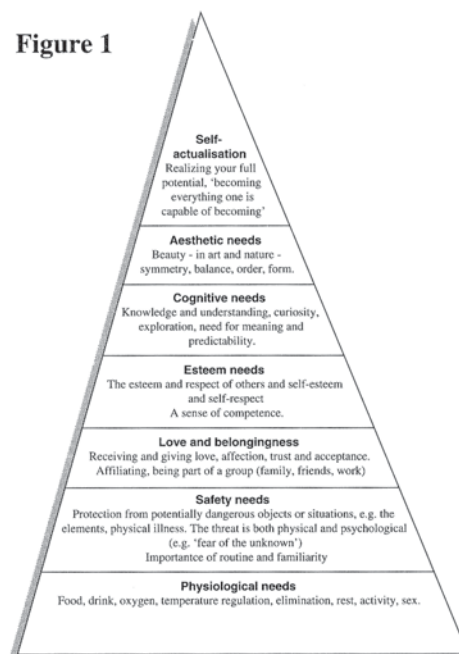 Figure 1
Self-
actualisation
Realizing your full
potential, 'becoming
everything one is
capable of becoming'
Aesthetic needs
Beauty - in art and nature -
symmetry, balance, order, form.
Cognitive needs
Knowledge and understanding, curiosity,
exploration, need for meaning and
predictability.
Esteem needs
The esteem and respect of others and self-esteem
and self-respect
A sense of competence.
Love and belongingness
Receiving and giving love, affection, trust and acceptance.
Affiliating, being part of a group (family, friends, work)
Safety needs
Protection from potentially dangerous objects or situations, e.g. the
elements, physical illness. The threat is both physical and psychological
(e.g. 'fear of the unknown')
Importantce of routine and familiarity
Physiological needs
Food, drink, oxygen, temperature regulation, elimination, rest, activity, sex.